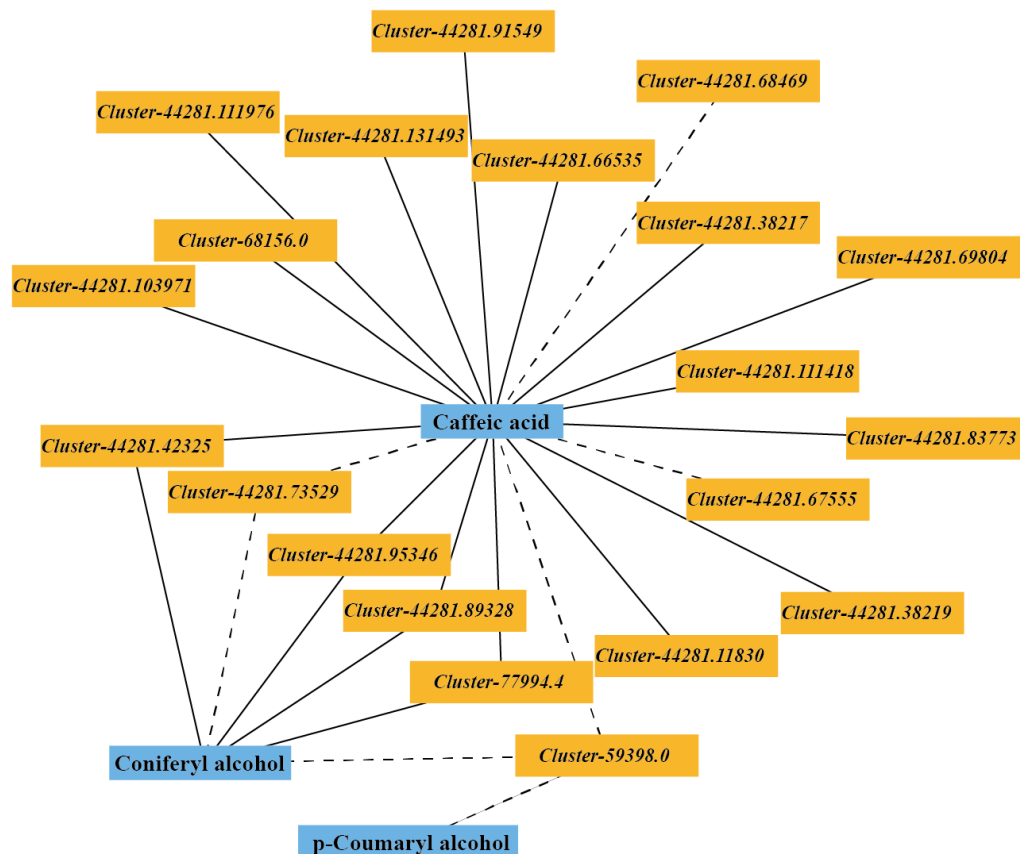 Cluster-44281.91549
Cluster-44281.68469
Cluster-44281.111976
Cluster-44281.131493
Cluster-44281.66535
Cluster-44281.38217
Cluster-68156.0
Cluster-44281.69804
Cluster-44281.103971
Cluster-44281.111418
Caffeic acid
Cluster-44281.42325
Cluster-44281.83773
Cluster-44281.73529
Cluster-44281.67555
Cluster-44281.95346
Cluster-44281.89328
Cluster-44281.38219
Cluster-44281.11830
Cluster-77994.4
Cluster-59398.0
Coniferyl alcohol
p-Coumaryl alcohol